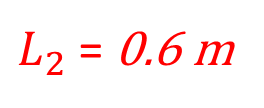 L₂ = 0.6 m